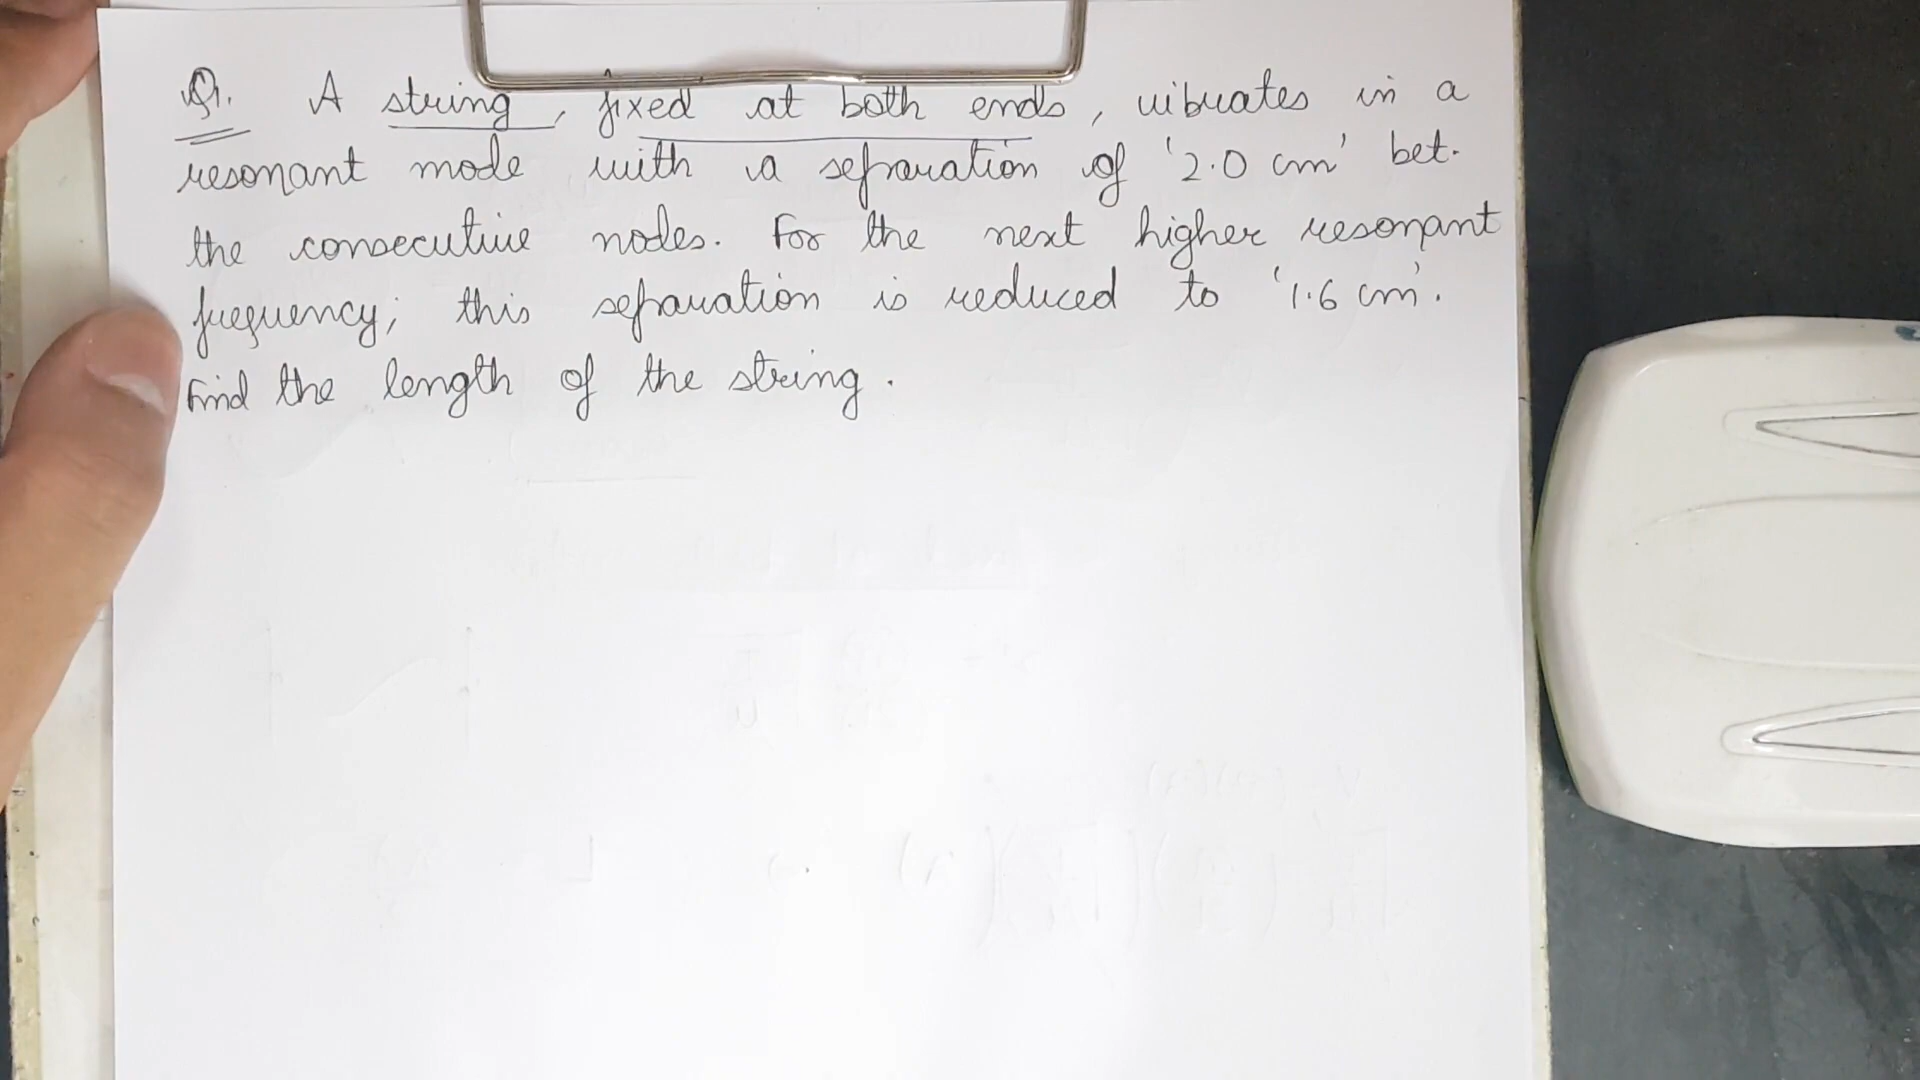 Q. A string, fixed at both ends, vibrates in a
resonant mode with a separation of '2.0 cm' bet.
the consecutive nodes. For the next higher resonant
frequency; this separation is reduced to '1.6 cm'.
Find the length of the string.